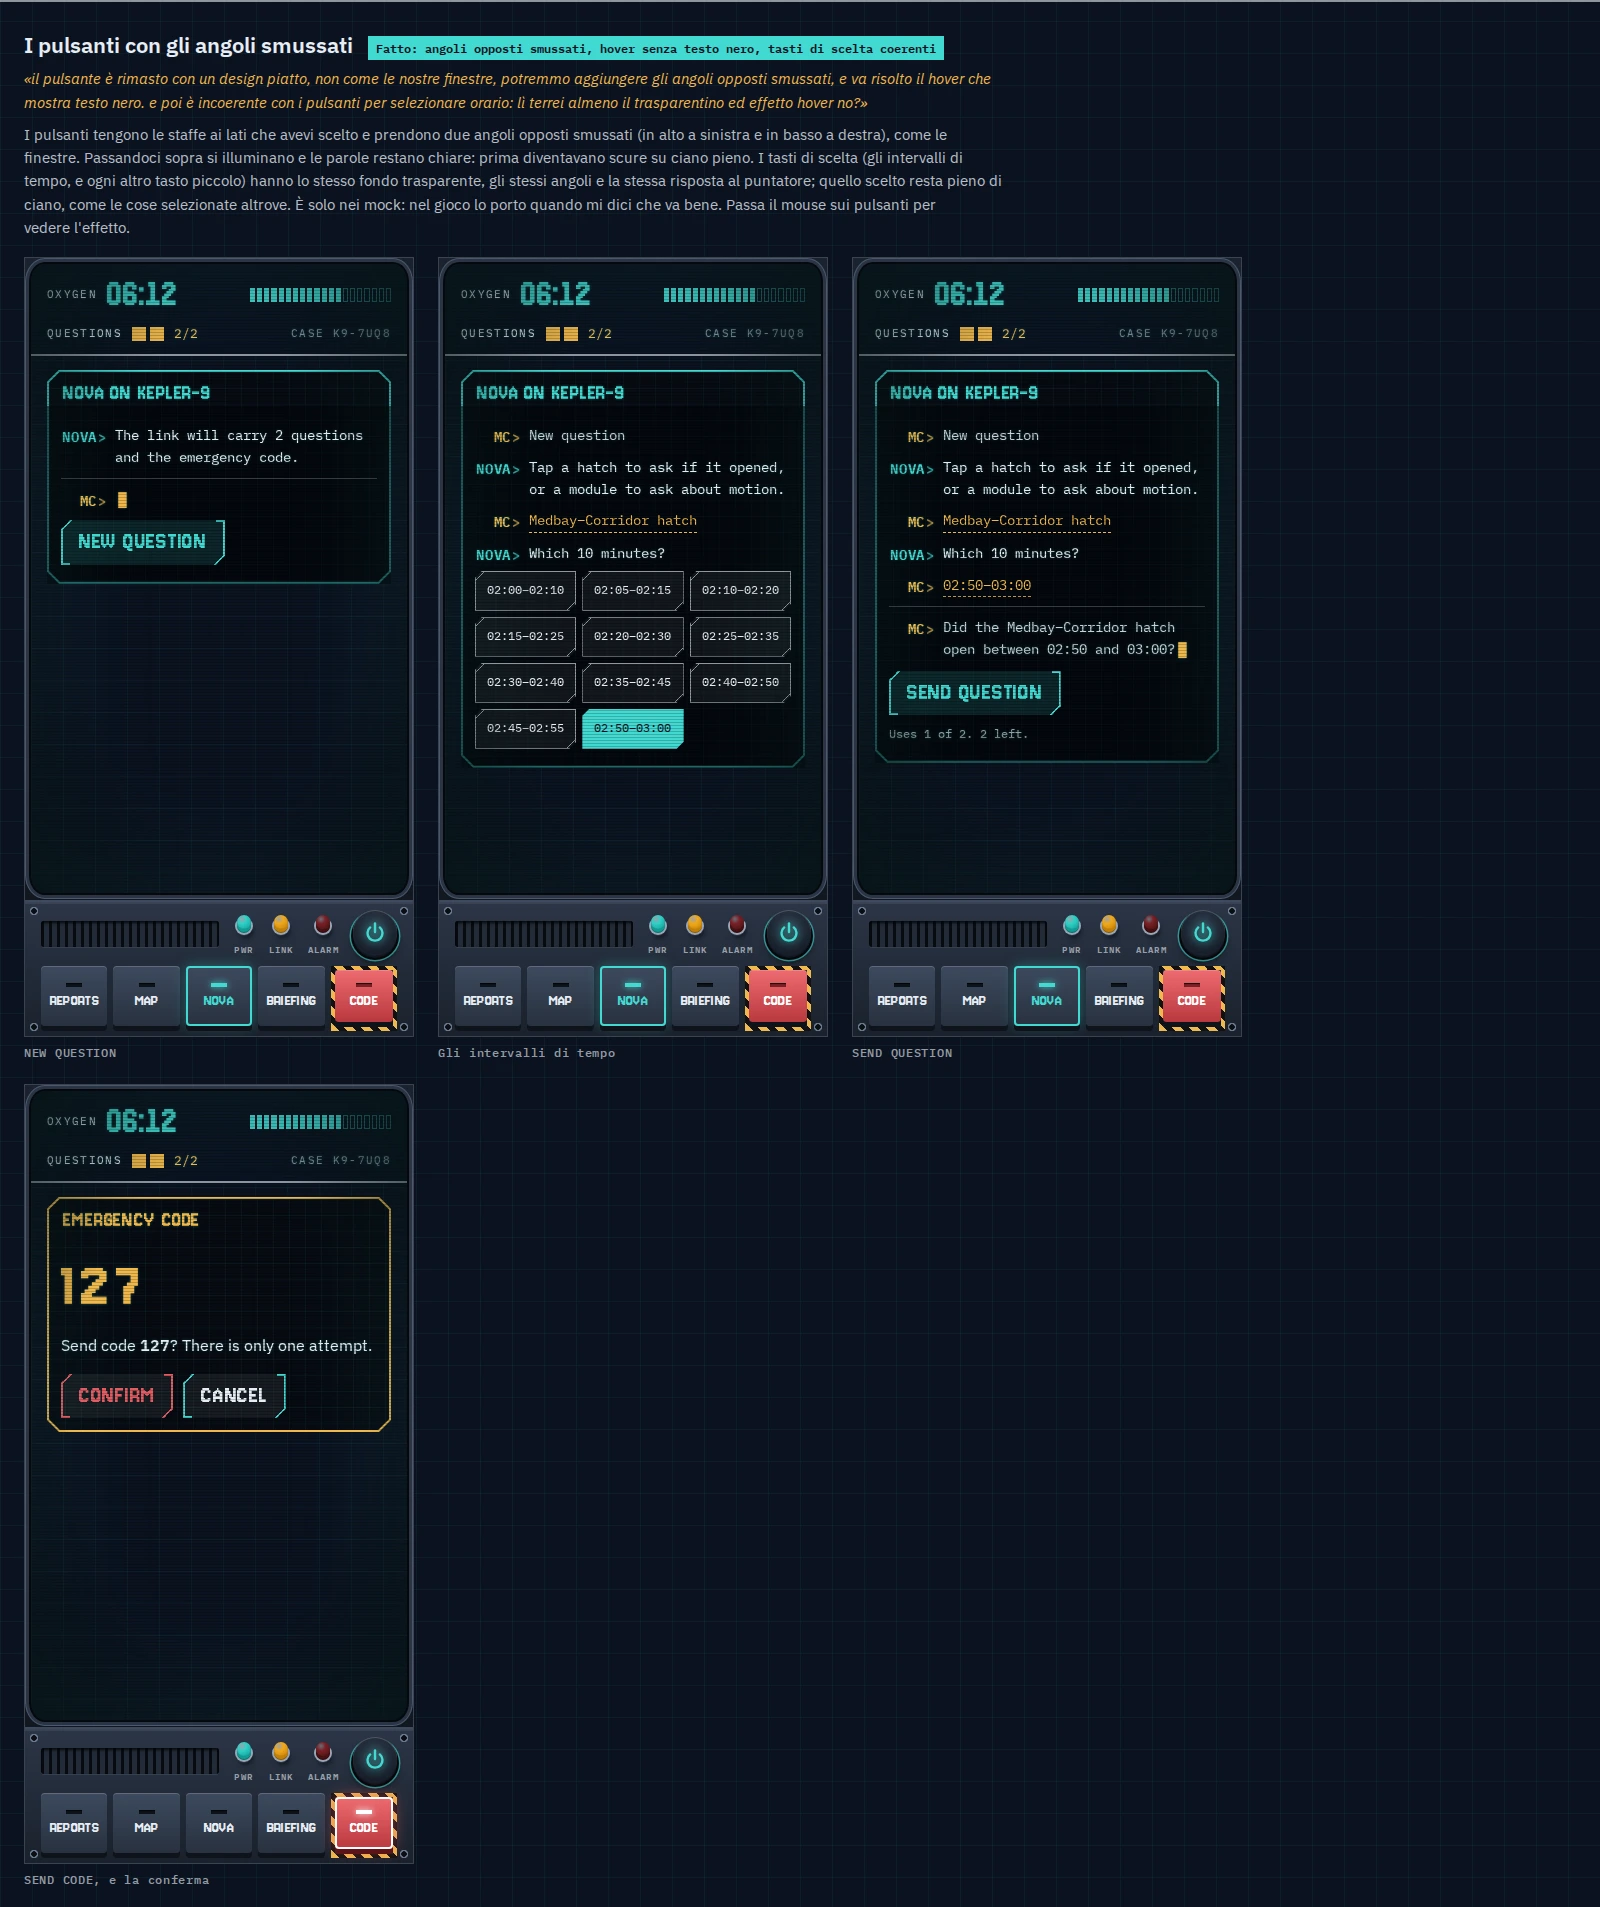 I pulsanti con gli angoli smussati
Fatto: angoli opposti smussati, hover senza testo nero, tasti di scelta coerenti
«il pulsante è rimasto con un design piatto, non come le nostre finestre, potremmo aggiungere gli angoli opposti smussati, e va risolto il hover che
mostra testo nero. e poi è incoerente con i pulsanti per selezionare orario: lì terrei almeno il trasparentino ed effetto hover no?»
I pulsanti tengono le staffe ai lati che avevi scelto e prendono due angoli opposti smussati (in alto a sinistra e in basso a destra), come le
finestre. Passandoci sopra si illuminano e le parole restano chiare: prima diventavano scure su ciano pieno. I tasti di scelta (gli intervalli di
tempo, e ogni altro tasto piccolo) hanno lo stesso fondo trasparente, gli stessi angoli e la stessa risposta al puntatore; quello scelto resta pieno di
ciano, come le cose selezionate altrove. È solo nei mock: nel gioco lo porto quando mi dici che va bene. Passa il mouse sui pulsanti per
vedere l'effetto.
OXYGEN 06:12
QUESTIONS 2/2 CASE K9-7UQ8
NOVA ON KEPLER-9
NOVA> The link will carry 2 questions
and the emergency code.
MC>
NEW QUESTION
PWR LINK ALARM
REPORTS MAP NOVA BRIEFING CODE
NEW QUESTION
OXYGEN 06:12
QUESTIONS 2/2 CASE K9-7UQ8
NOVA ON KEPLER-9
MC> New question
NOVA> Tap a hatch to ask if it opened,
or a module to ask about motion.
MC> Medbay–Corridor hatch
NOVA> Which 10 minutes?
02:00–02:10 02:05–02:15 02:10–02:20
02:15–02:25 02:20–02:30 02:25–02:35
02:30–02:40 02:35–02:45 02:40–02:50
02:45–02:55 02:50–03:00
PWR LINK ALARM
REPORTS MAP NOVA BRIEFING CODE
Gli intervalli di tempo
OXYGEN 06:12
QUESTIONS 2/2 CASE K9-7UQ8
NOVA ON KEPLER-9
MC> New question
NOVA> Tap a hatch to ask if it opened,
or a module to ask about motion.
MC> Medbay–Corridor hatch
NOVA> Which 10 minutes?
MC> 02:50–03:00
MC> Did the Medbay–Corridor hatch
open between 02:50 and 03:00?
SEND QUESTION
Uses 1 of 2. 2 left.
PWR LINK ALARM
REPORTS MAP NOVA BRIEFING CODE
SEND QUESTION
OXYGEN 06:12
QUESTIONS 2/2 CASE K9-7UQ8
EMERGENCY CODE
127
Send code 127? There is only one attempt.
CONFIRM CANCEL
PWR LINK ALARM
REPORTS MAP NOVA BRIEFING CODE
SEND CODE, e la conferma